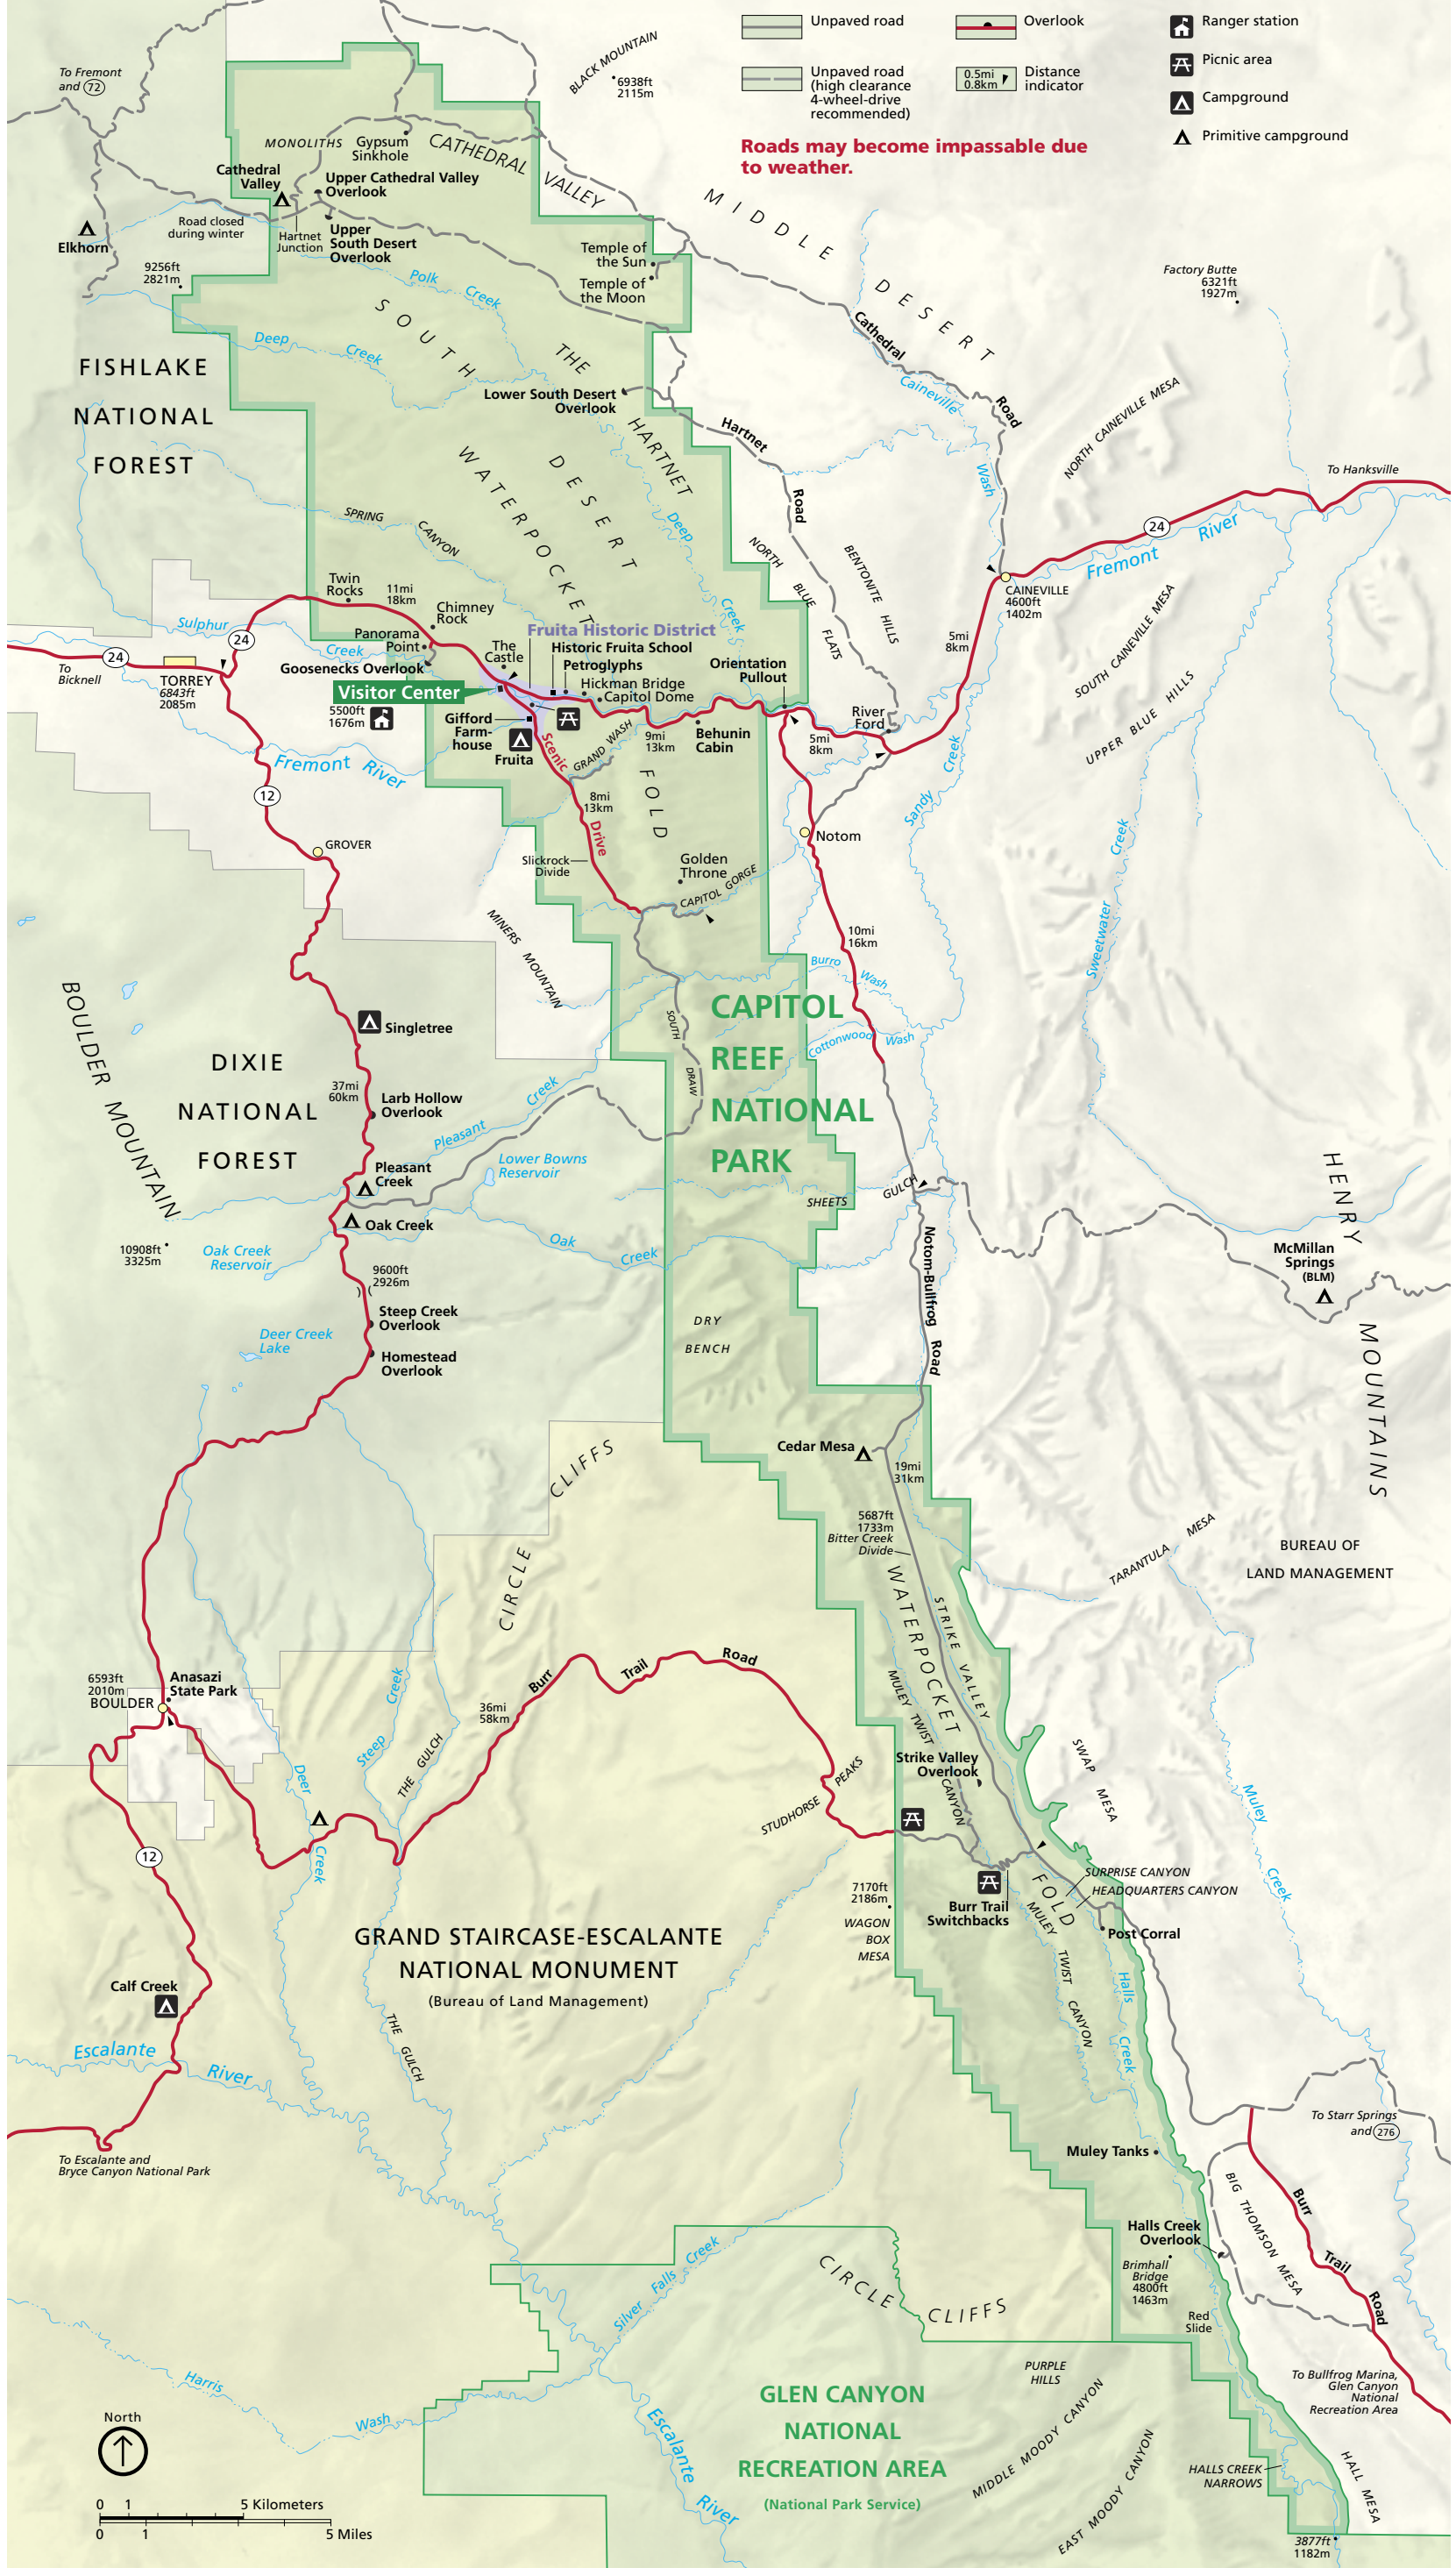 Unpaved road
Overlook
Ranger station
Unpaved road
(high clearance
4-wheel-drive
recommended)
0.5mi
0.8km
Distance
indicator
Picnic area
Campground
Primitive campground
Roads may become impassable due
to weather.
To Fremont
and 72
BLACK MOUNTAIN
6938ft
2115m
MONOLITHS
Gypsum
Sinkhole
CATHEDRAL
VALLEY
Cathedral
Valley
Upper Cathedral Valley
Overlook
Road closed
during winter
Hartnet
Junction
Upper
South Desert
Overlook
Elkhorn
9256ft
2821m
Temple of
the Sun
Temple of
the Moon
MIDDLE DESERT
Factory Butte
6321ft
1927m
Polk
Creek
Deep
Creek
SOUTH
DESERT
THE
HARTNET
FISHLAKE
NATIONAL
FOREST
Lower South Desert
Overlook
Cathedral
Road
Caineville
Wash
Hartnet
Road
NORTH CAINEVILLE MESA
To Hanksville
24
Fremont
River
WATERPOCKET
FOLD
SPRING
CANYON
Deep
Creek
NORTH
BLUE
FLATS
BENTONITE HILLS
CAINEVILLE
4600ft
1402m
SOUTH CAINEVILLE MESA
UPPER BLUE HILLS
5mi
8km
Twin
Rocks
11mi
18km
Chimney
Rock
Sulphur
Creek
24
24
To
Bicknell
TORREY
6843ft
2085m
Panorama
Point
Goosenecks Overlook
The
Castle
Fruita Historic District
Historic Fruita School
Petroglyphs
Hickman Bridge
Capitol Dome
Orientation
Pullout
Visitor Center
5500ft
1676m
Gifford
Farm-
house
Fruita
Scenic
Drive
GRAND WASH
9mi
13km
Behunin
Cabin
5mi
8km
River
Ford
Fremont River
12
8mi
13km
GROVER
Slickrock
Divide
Golden
Throne
CAPITOL GORGE
Notom
Sandy
Creek
Sweetwater
Creek
MINERS MOUNTAIN
10mi
16km
Burro
Wash
Cottonwood
Wash
CAPITOL
REEF
NATIONAL
PARK
SOUTH
DRAW
BOULDER MOUNTAIN
DIXIE
NATIONAL
FOREST
Singletree
37mi
60km
Larb Hollow
Overlook
Pleasant
Creek
Pleasant
Creek
Lower Bowns
Reservoir
Oak Creek
SHEETS
GULCH
10908ft
3325m
Oak Creek
Reservoir
Oak
Creek
9600ft
2926m
Steep Creek
Overlook
Deer Creek
Lake
Homestead
Overlook
DRY
BENCH
Notom-Bullfrog
Road
HENRY
MOUNTAINS
McMillan
Springs
(BLM)
Cedar Mesa
19mi
31km
5687ft
1733m
Bitter Creek
Divide
TARANTULA MESA
BUREAU OF
LAND MANAGEMENT
CIRCLE
CLIFFS
WATERPOCKET
FOLD
STRIKE VALLEY
MULEY TWIST
CANYON
Strike Valley
Overlook
SWAP MESA
6593ft
2010m
BOULDER
Anasazi
State Park
36mi
58km
Burr
Trail
Road
Steep
Creek
THE GULCH
Deer
Creek
STUDHORSE
PEAKS
Muley
Creek
12
SURPRISE CANYON
HEADQUARTERS CANYON
7170ft
2186m
WAGON
BOX
MESA
Burr Trail
Switchbacks
MULEY TWIST CANYON
Post Corral
GRAND STAIRCASE-ESCALANTE
NATIONAL MONUMENT
(Bureau of Land Management)
Calf Creek
Halls
Creek
THE GULCH
Escalante
River
To Escalante and
Bryce Canyon National Park
Muley Tanks
To Starr Springs
and 276
BIG THOMSON MESA
Burr
Trail
Road
Halls Creek
Overlook
Brimhall
Bridge
4800ft
1463m
Red
Slide
Silver Falls Creek
CIRCLE
CLIFFS
PURPLE
HILLS
To Bullfrog Marina,
Glen Canyon
National
Recreation Area
Harris
Wash
Escalante
River
GLEN CANYON
NATIONAL
RECREATION AREA
(National Park Service)
MIDDLE MOODY CANYON
EAST MOODY CANYON
HALLS CREEK
NARROWS
HALL MESA
3877ft
1182m
North
0 1 5 Kilometers
0 1 5 Miles